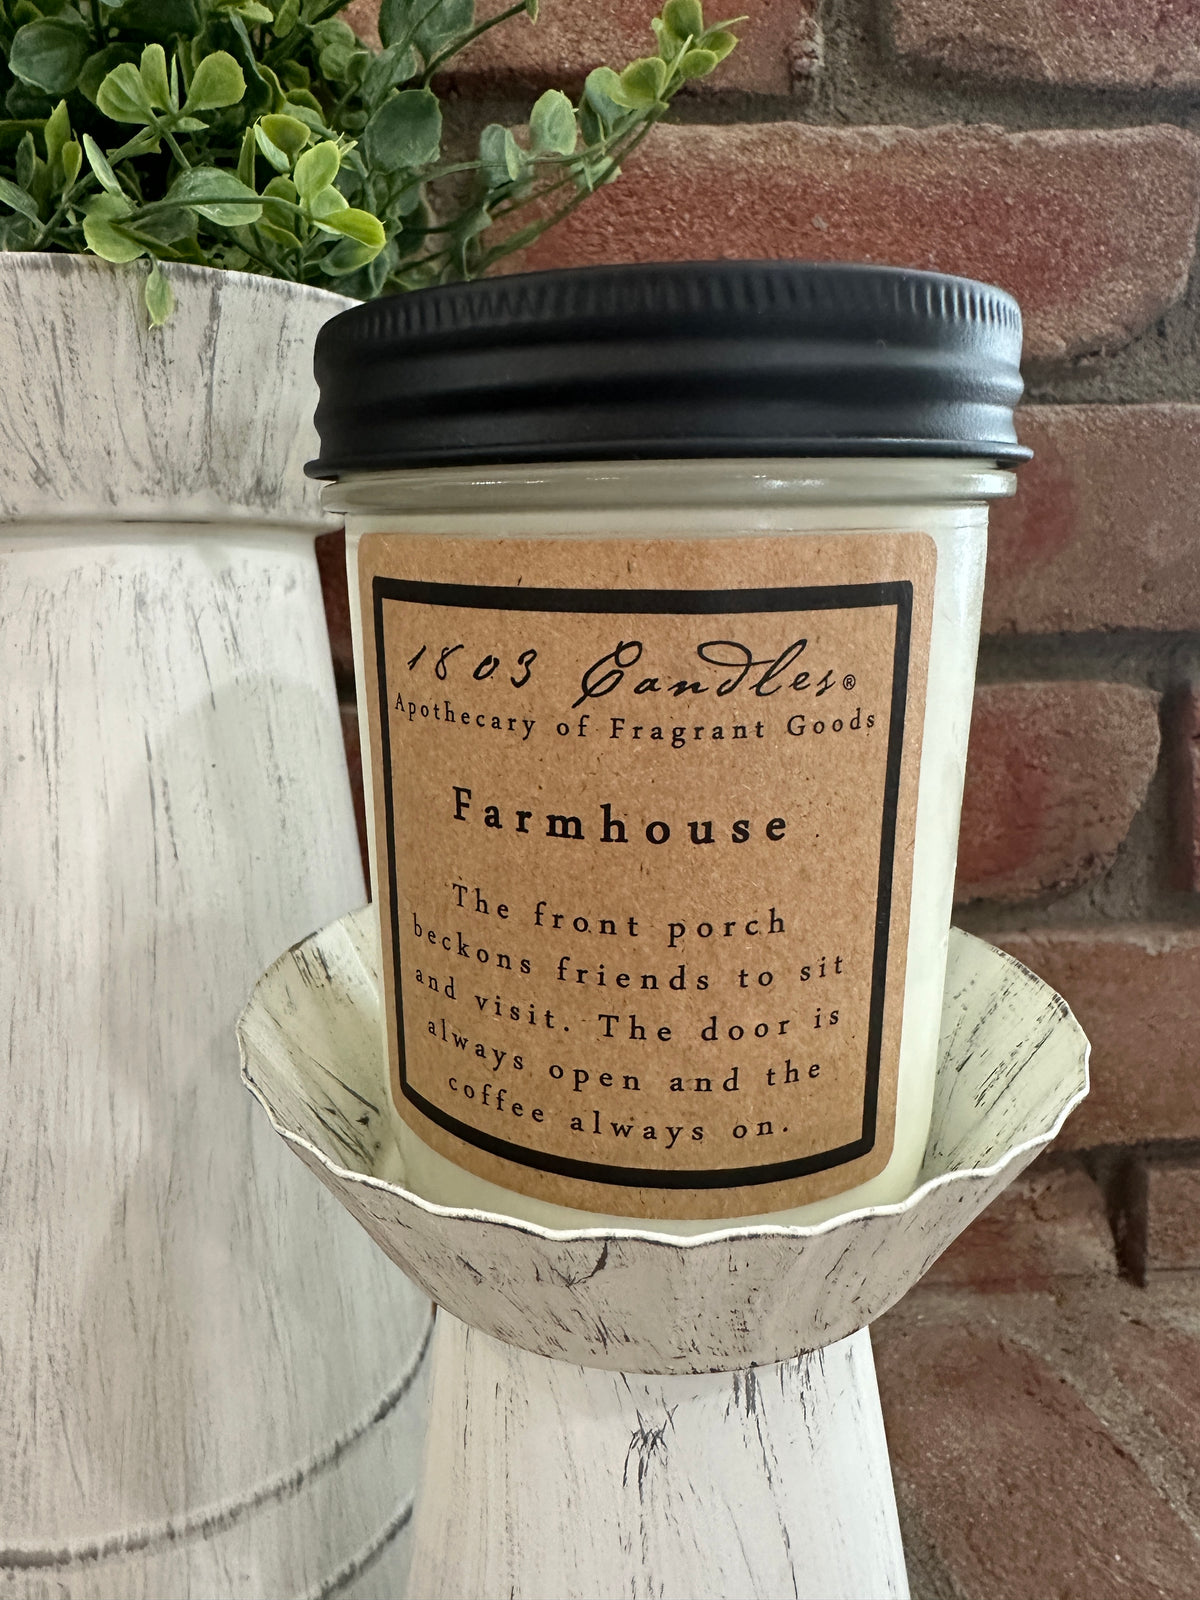 1803 Candles®
Apothecary of Fragrant Goods
Farmhouse
The front porch
beckons friends to sit
and visit. The door is
always open and the
coffee always on.